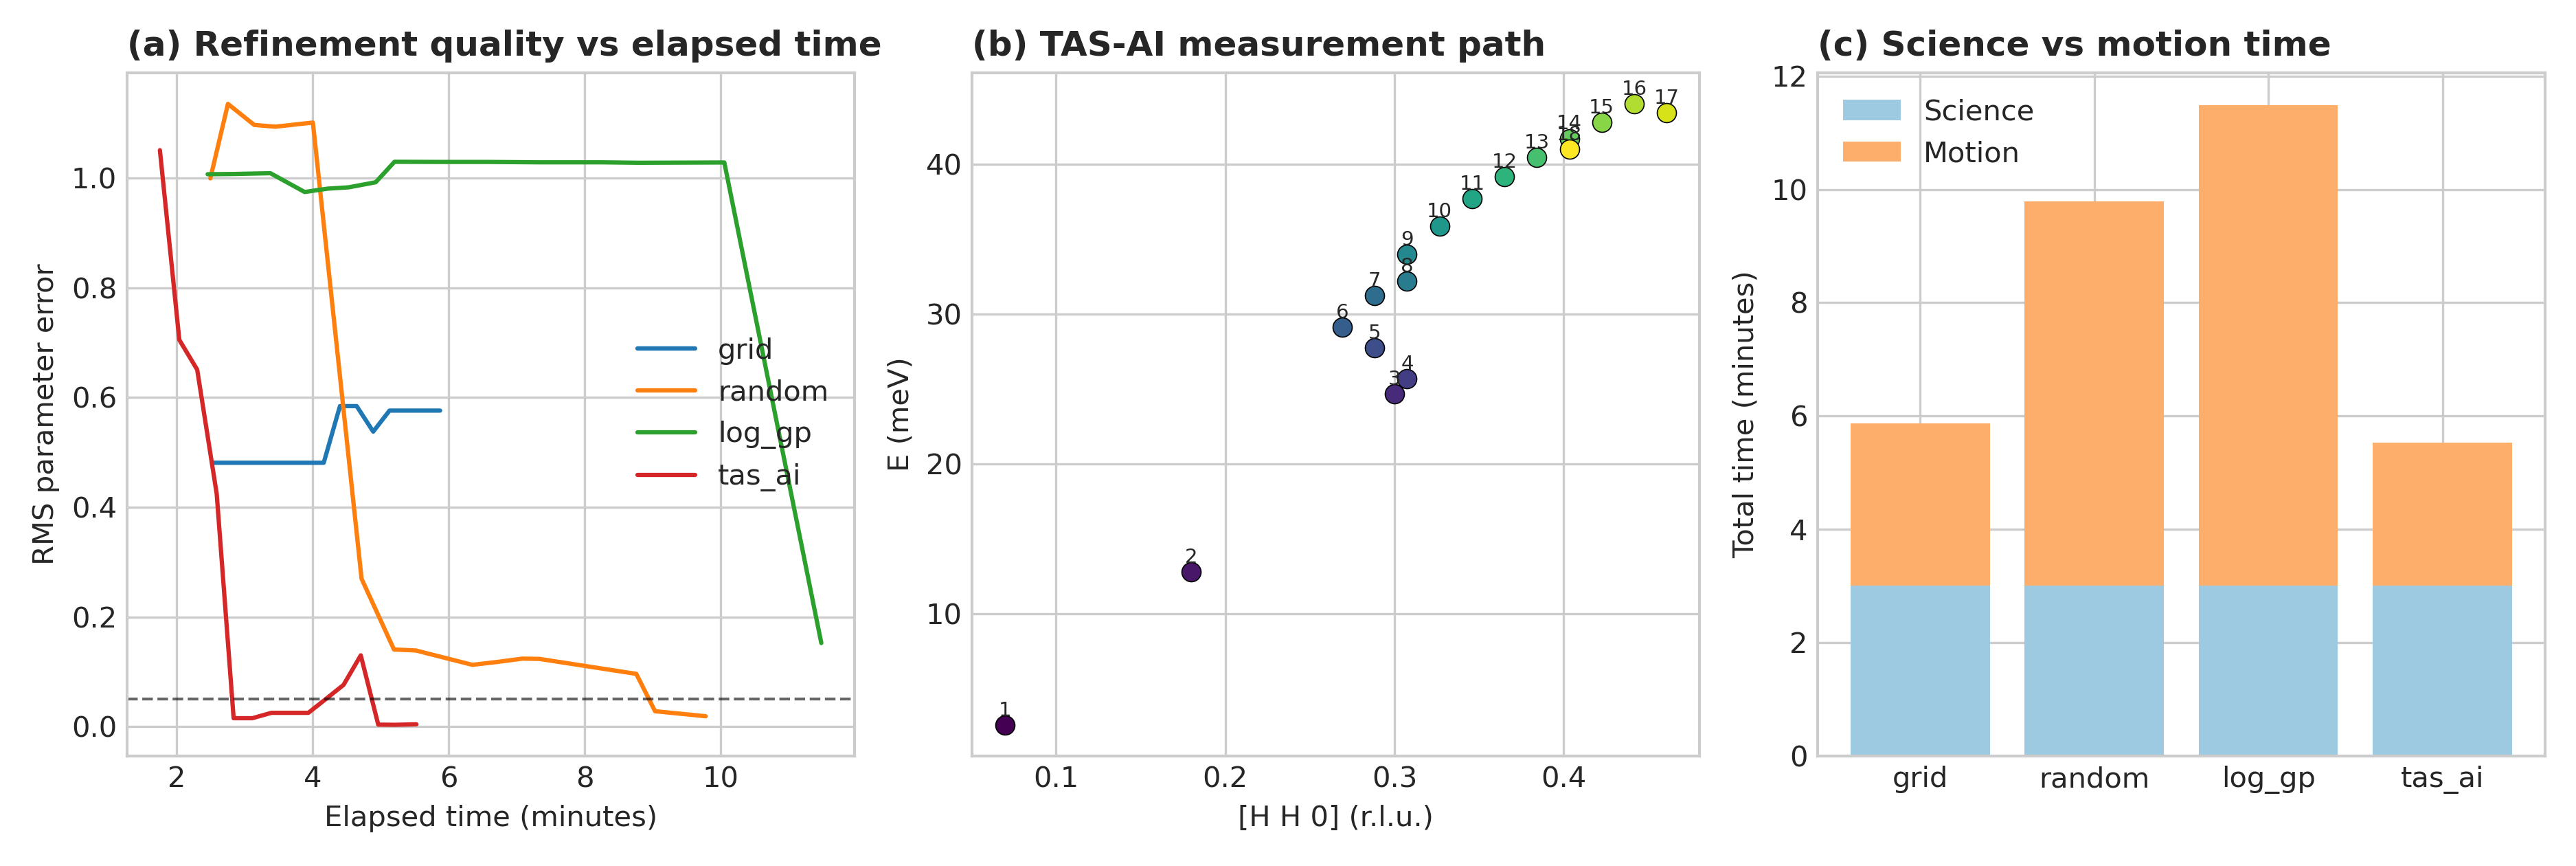 (a) Refinement quality vs elapsed time
RMS parameter error
1.0
0.8
0.6
0.4
0.2
0.0
2
4
6
8
10
Elapsed time (minutes)
grid
random
log_gp
tas_ai
(b) TAS-AI measurement path
E (meV)
40
30
20
10
0.1
0.2
0.3
0.4
[H H 0] (r.l.u.)
1
2
3
4
5
6
7
8
9
10
11
12
13
14
15
16
17
(c) Science vs motion time
Total time (minutes)
12
10
8
6
4
2
0
Science
Motion
grid
random
log_gp
tas_ai